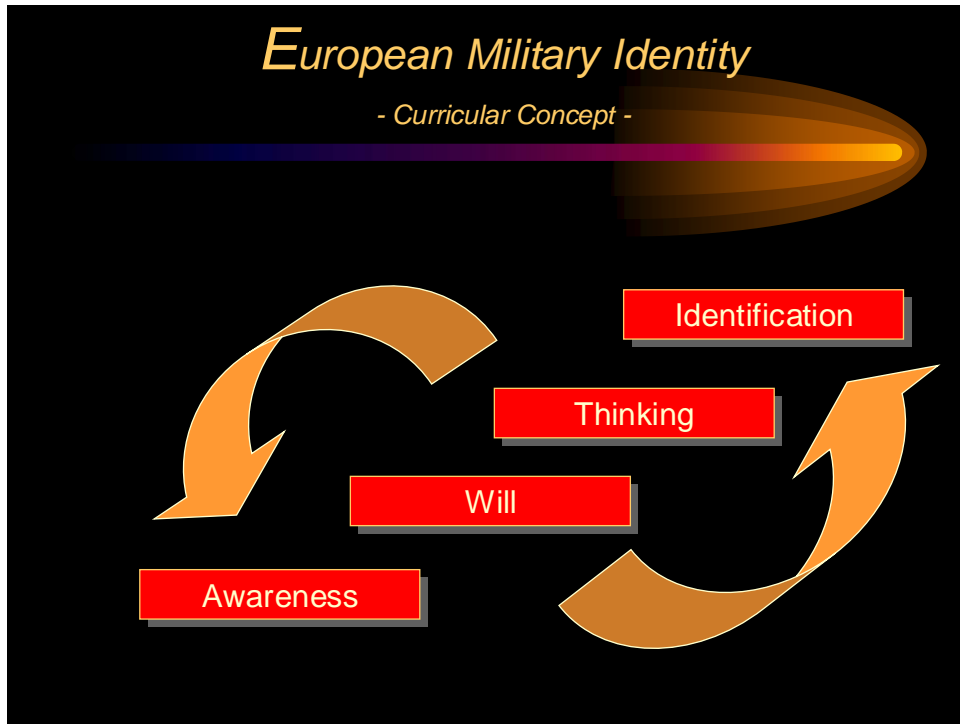 European Military Identity
- Curricular Concept -
Identification
Thinking
Will
Awareness